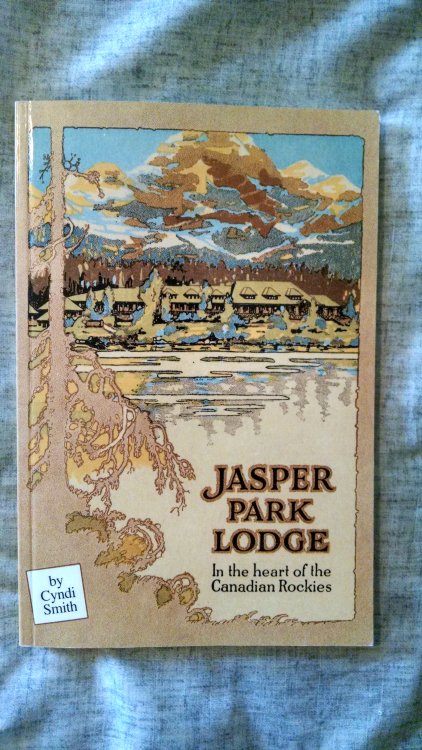 JASPER
PARK
LODGE
In the heart of the
Canadian Rockies
by
Cyndi
Smith